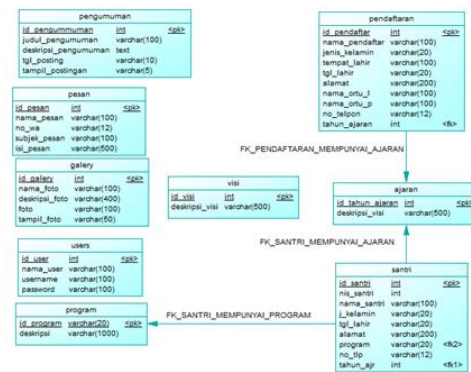 pengumuman
id_pengummuman int <pk>
judul_pengumuman varchar(100)
deskripsi_pengumuman text
tgl_posting varchar(10)
tampil_postingan varchar(5)
pesan
id_pesan int <pk>
nama_pesan varchar(100)
no_wa varchar(12)
subjek_pesan varchar(100)
isi_pesan varchar(500)
galery
id_galery int <pk>
nama_foto varchar(100)
deskripsi_foto varchar(400)
foto varchar(100)
tampil_foto varchar(50)
visi
id_visi int <pk>
deskripsi_visi varchar(500)
users
id_user int <pk>
nama_user varchar(100)
username varchar(100)
password varchar(100)
program
id_program varchar(20) <pk>
deskripsi varchar(1000)
FK_SANTRI_MEMPUNYAI_PROGRAM
pendaftaran
id_pendaftar int <pk>
nama_pendaftar varchar(100)
jenis_kelamin varchar(20)
tempat_lahir varchar(100)
tgl_lahir varchar(20)
alamat varchar(200)
nama_ortu_l varchar(100)
nama_ortu_p varchar(100)
no_telpon varchar(12)
tahun_ajaran int <fk>
FK_PENDAFTARAN_MEMPUNYAI_AJARAN
ajaran
id_tahun_ajaran int <pk>
deskripsi_visi varchar(500)
FK_SANTRI_MEMPUNYAI_AJARAN
santri
id_santri int <pk>
nis_santri int
nama_santri varchar(100)
j_kelamin varchar(20)
tgl_lahir varchar(20)
alamat varchar(200)
program varchar(20) <fk2>
no_tlp varchar(12)
tahun_ajr int <fk1>